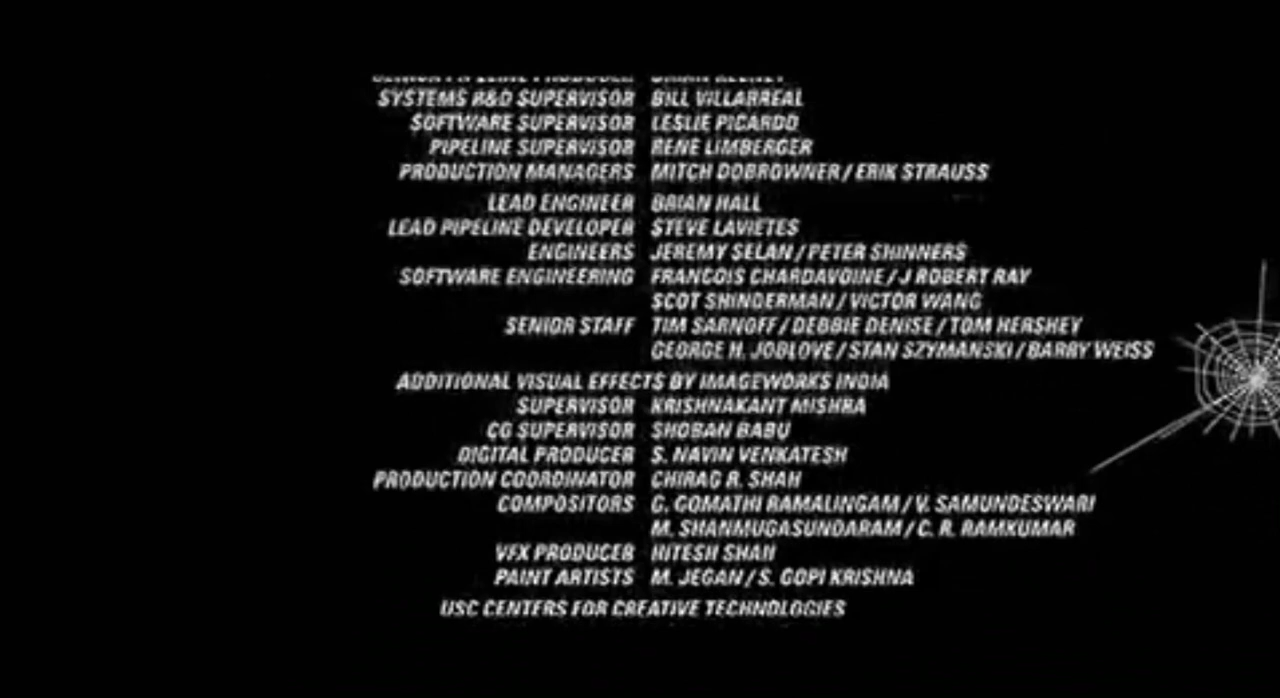 SYSTEMS R&D SUPERVISOR BILL VILLARREAL
SOFTWARE SUPERVISOR LESLIE PICARDO
PIPELINE SUPERVISOR RENE LIMBERGER
PRODUCTION MANAGERS MITCH DOBROWNER / ERIK STRAUSS
LEAD ENGINEER BRIAN HALL
LEAD PIPELINE DEVELOPER STEVE LAVIETES
ENGINEERS JEREMY SELAN / PETER SHINNERS
SOFTWARE ENGINEERING FRANCOIS CHARDAVOINE / J ROBERT RAY
SCOT SHINDERMAN / VICTOR WANG
SENIOR STAFF TIM SARNOFF / DEBBIE DENISE / TOM HERSHEY
GEORGE H. JOBLOVE / STAN SZYMANSKI / BARRY WEISS
ADDITIONAL VISUAL EFFECTS BY IMAGEWORKS INDIA
SUPERVISOR KRISHNAKANT MISHRA
CG SUPERVISOR SHOBAN BABU
DIGITAL PRODUCER S. NAVIN VENKATESH
PRODUCTION COORDINATOR CHIRAG R. SHAH
COMPOSITORS G. GOMATHI RAMALINGAM / V. SAMUNDESWARI
M. SHANMUGASUNDARAM / C. R. RAMKUMAR
VFX PRODUCER HITESH SHAH
PAINT ARTISTS M. JEGAN / S. GOPI KRISHNA
USC CENTERS FOR CREATIVE TECHNOLOGIES